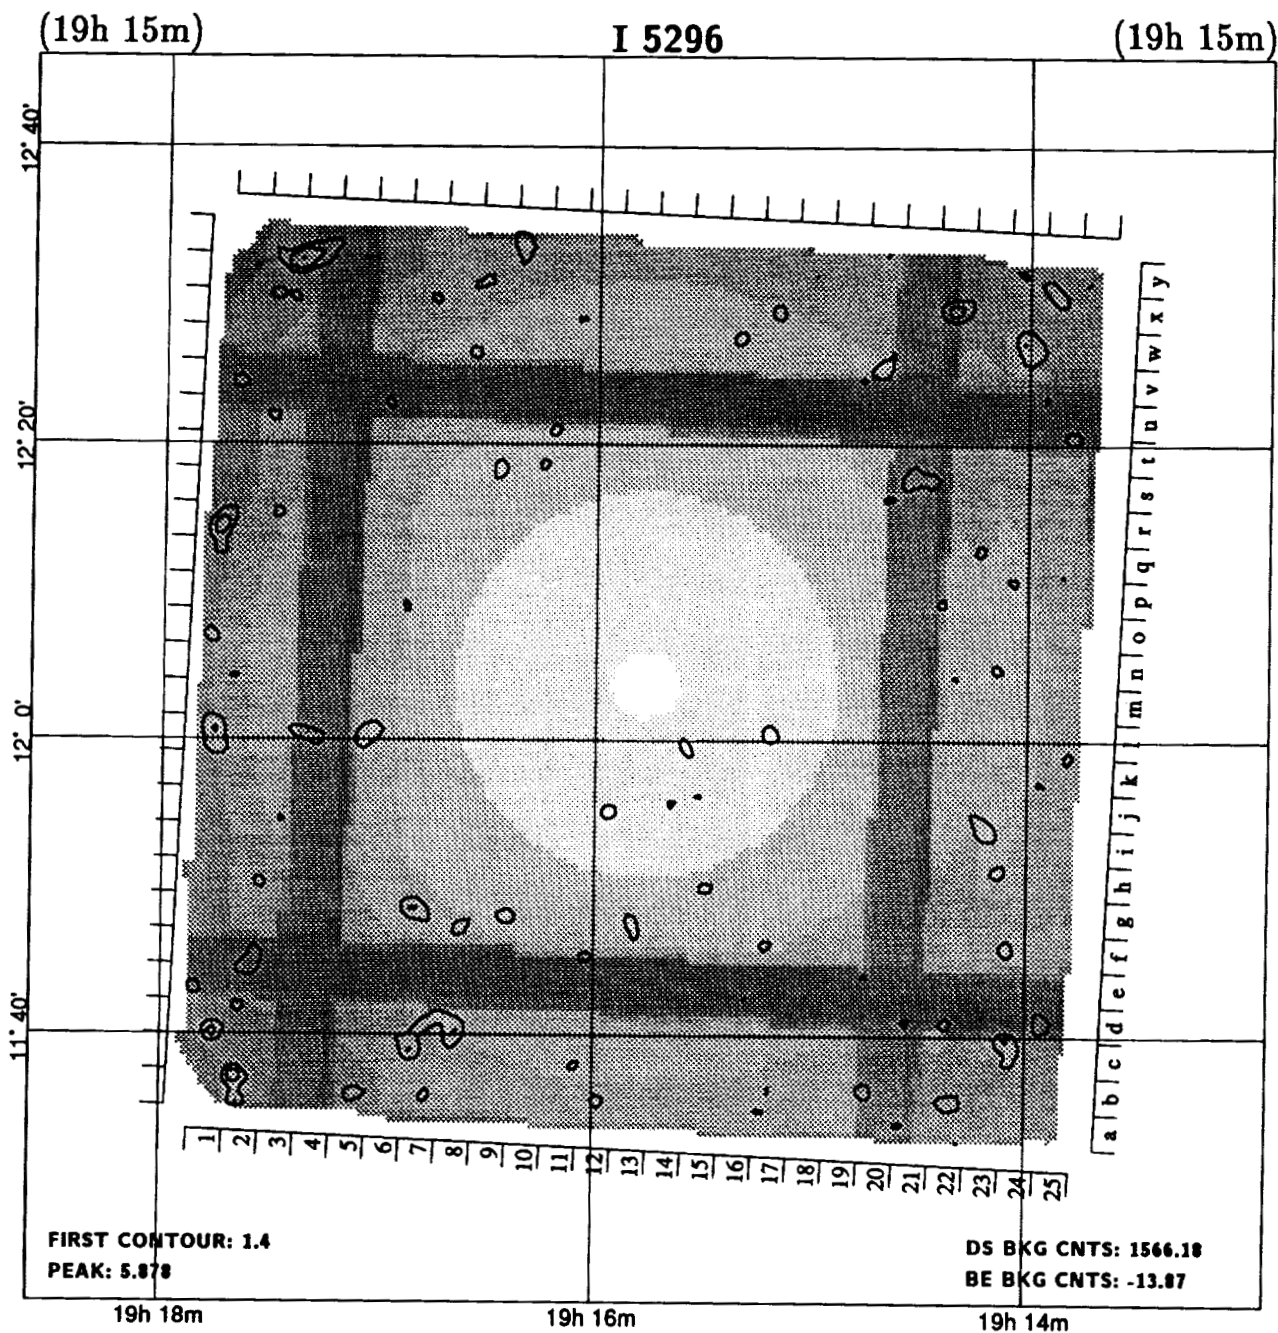 (19h 15m) I 5296 (19h 15m)
12° 40'
12° 20'
12° 0'
11° 40'
y
x
w
v
u
t
s
r
q
p
o
n
m
l
k
j
i
h
g
f
e
d
c
b
a
1 2 3 4 5 6 7 8 9 10 11 12 13 14 15 16 17 18 19 20 21 22 23 24 25
FIRST CONTOUR: 1.4
PEAK: 5.878
DS BKG CNTS: 1566.18
BE BKG CNTS: -13.87
19h 18m 19h 16m 19h 14m